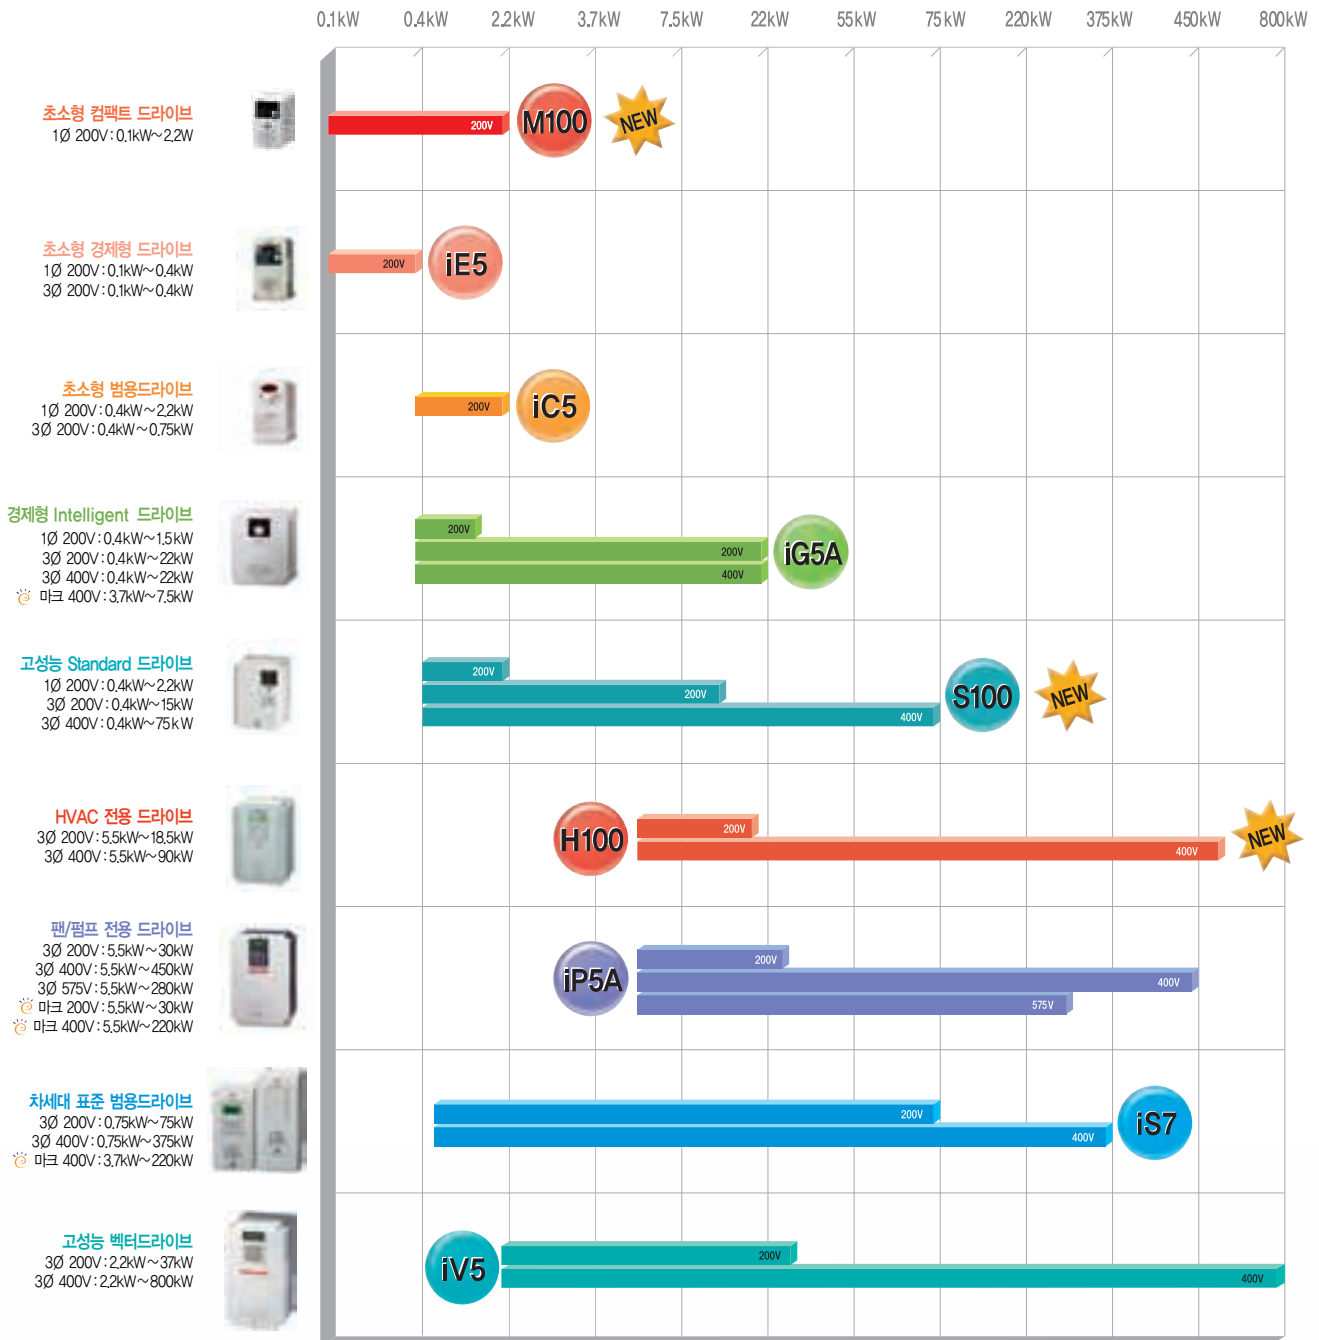 0.1kW 0.4kW 2.2kW 3.7kW 7.5kW 22kW 55kW 75kW 220kW 375kW 450kW 800kW
초소형 컴팩트 드라이브
1Ø 200V : 0.1kW~2.2W
200V
M100
NEW
초소형 경제형 드라이브
1Ø 200V : 0.1kW~0.4kW
3Ø 200V : 0.1kW~0.4kW
200V
iE5
초소형 범용드라이브
1Ø 200V : 0.4kW~2.2kW
3Ø 200V : 0.4kW~0.75kW
200V
iC5
경제형 Intelligent 드라이브
1Ø 200V : 0.4kW~1.5kW
3Ø 200V : 0.4kW~22kW
3Ø 400V : 0.4kW~22kW
마크 400V : 3.7kW~7.5kW
200V
200V
400V
iG5A
고성능 Standard 드라이브
1Ø 200V : 0.4kW~2.2kW
3Ø 200V : 0.4kW~15kW
3Ø 400V : 0.4kW~75kW
200V
200V
400V
S100
NEW
HVAC 전용 드라이브
3Ø 200V : 5.5kW~18.5kW
3Ø 400V : 5.5kW~90kW
H100
200V
400V
NEW
팬/펌프 전용 드라이브
3Ø 200V : 5.5kW~30kW
3Ø 400V : 5.5kW~450kW
3Ø 575V : 5.5kW~280kW
마크 200V : 5.5kW~30kW
마크 400V : 5.5kW~220kW
iP5A
200V
400V
575V
차세대 표준 범용드라이브
3Ø 200V : 0.75kW~75kW
3Ø 400V : 0.75kW~375kW
마크 400V : 3.7kW~220kW
200V
400V
iS7
고성능 벡터드라이브
3Ø 200V : 2.2kW~37kW
3Ø 400V : 2.2kW~800kW
iV5
200V
400V